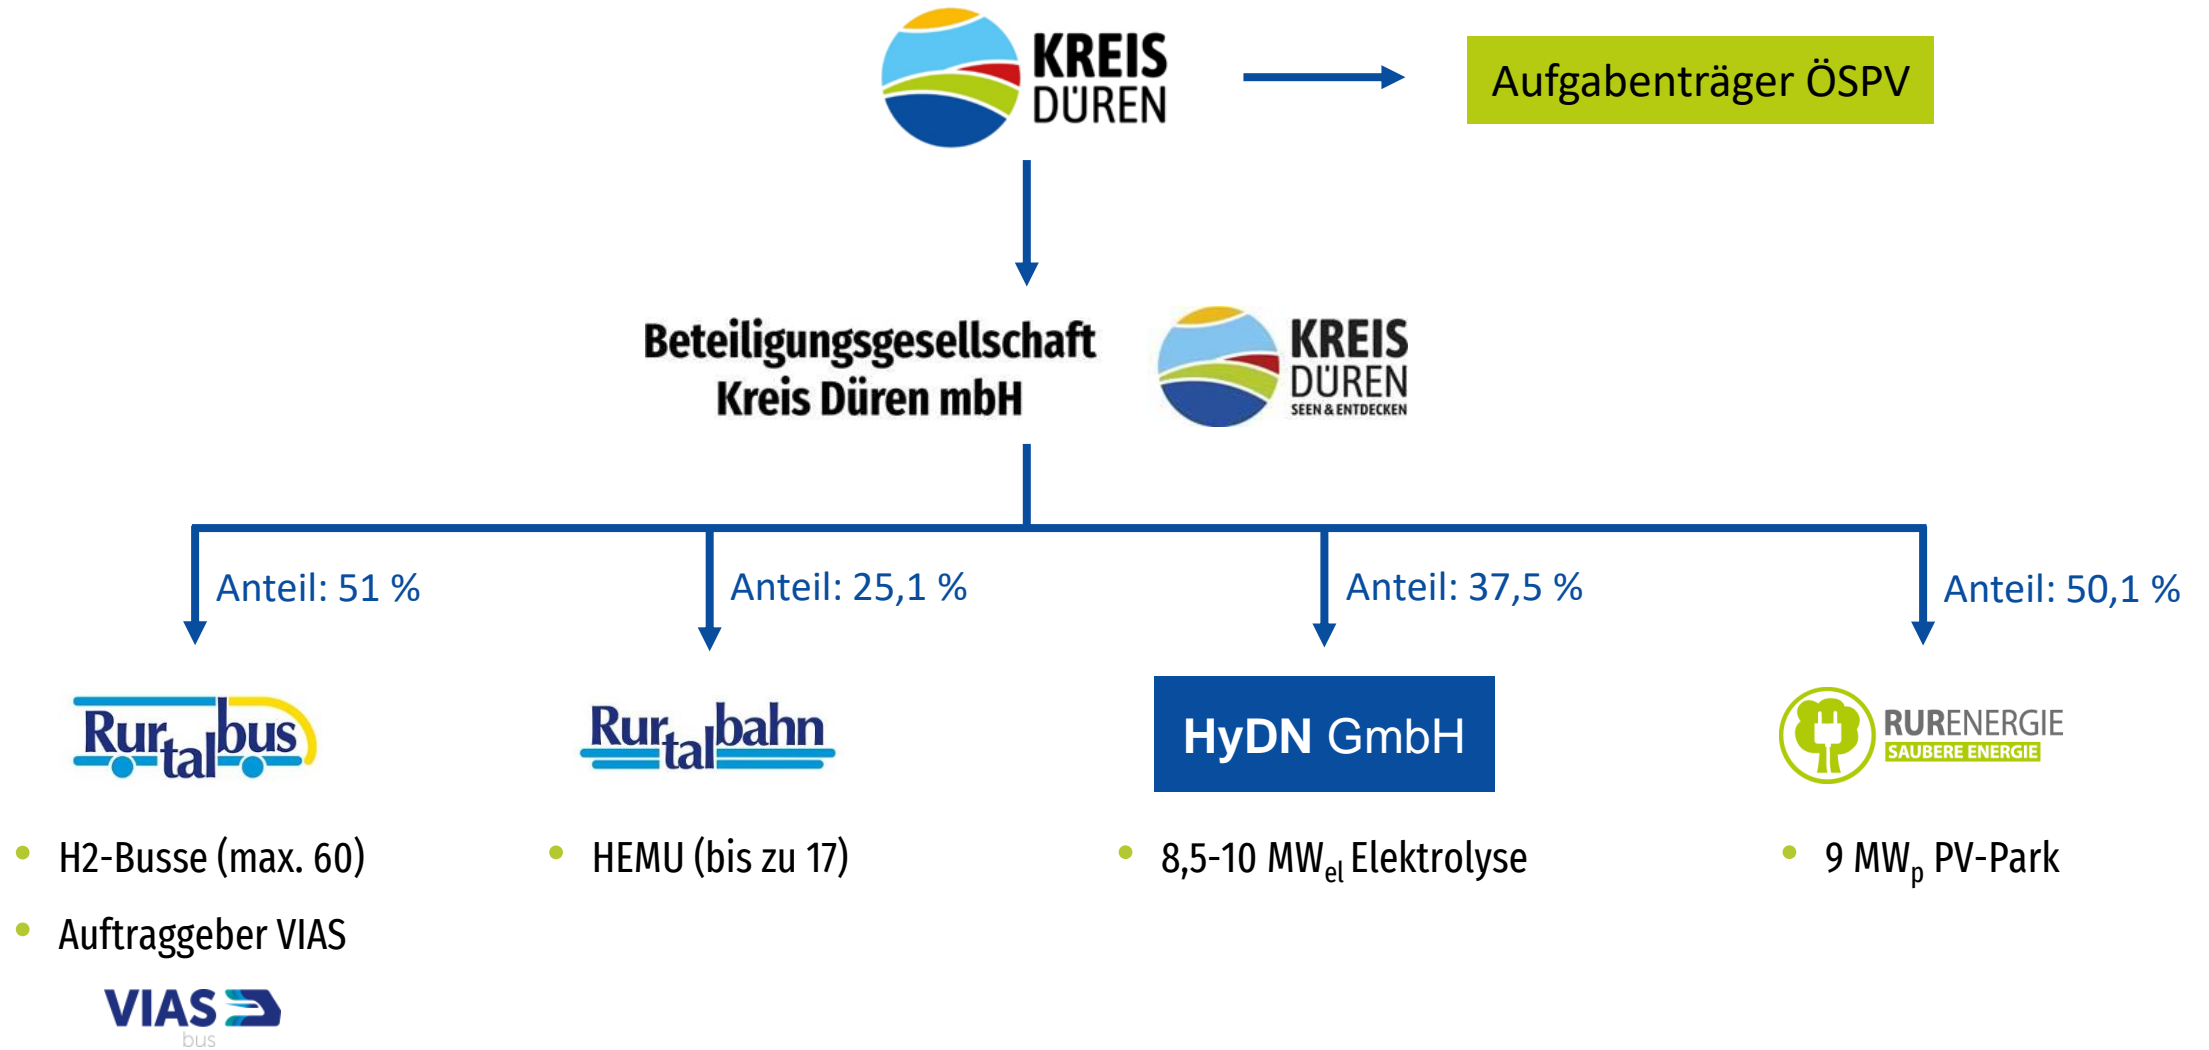 KREIS
DÜREN
Aufgabenträger ÖSPV
Beteiligungsgesellschaft
Kreis Düren mbH
KREIS
DÜREN
SEEN & ENTDECKEN
Anteil: 51 %
Anteil: 25,1 %
Anteil: 37,5 %
Anteil: 50,1 %
Rurtalbus
Rurtalbahn
HyDN GmbH
RURENERGIE
SAUBERE ENERGIE
• H2-Busse (max. 60)
• Auftraggeber VIAS
VIAS
bus
• HEMU (bis zu 17)
• 8,5-10 MWel Elektrolyse
• 9 MWp PV-Park